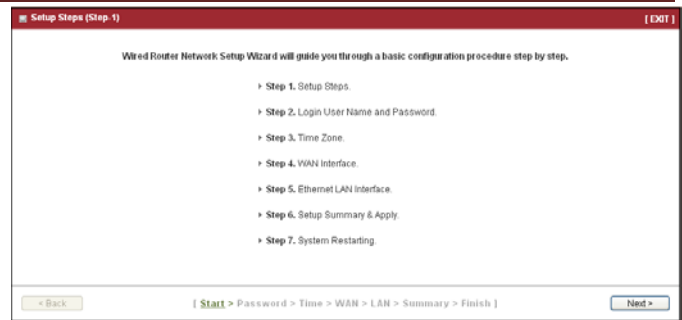 Setup Steps (Step-1) [ EXIT ]
Wired Router Network Setup Wizard will guide you through a basic configuration procedure step by step.
Step 1. Setup Steps.
Step 2. Login User Name and Password.
Step 3. Time Zone.
Step 4. WAN Interface.
Step 5. Ethernet LAN Interface.
Step 6. Setup Summary & Apply.
Step 7. System Restarting.
< Back [ Start > Password > Time > WAN > LAN > Summary > Finish ] Next >